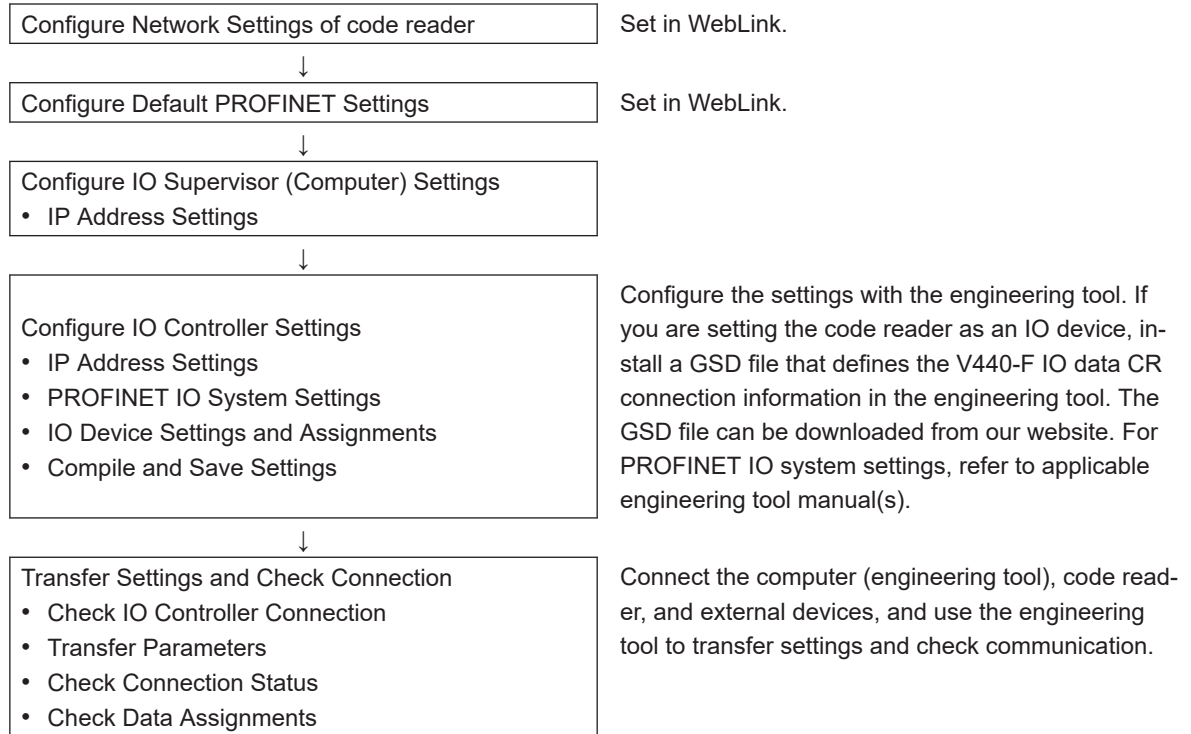 Configure Network Settings of code reader
Set in WebLink.
↓
Configure Default PROFINET Settings
Set in WebLink.
↓
Configure IO Supervisor (Computer) Settings
• IP Address Settings
↓
Configure IO Controller Settings
• IP Address Settings
• PROFINET IO System Settings
• IO Device Settings and Assignments
• Compile and Save Settings
Configure the settings with the engineering tool. If
you are setting the code reader as an IO device, in-
stall a GSD file that defines the V440-F IO data CR
connection information in the engineering tool. The
GSD file can be downloaded from our website. For
PROFINET IO system settings, refer to applicable
engineering tool manual(s).
↓
Transfer Settings and Check Connection
• Check IO Controller Connection
• Transfer Parameters
• Check Connection Status
• Check Data Assignments
Connect the computer (engineering tool), code read-
er, and external devices, and use the engineering
tool to transfer settings and check communication.